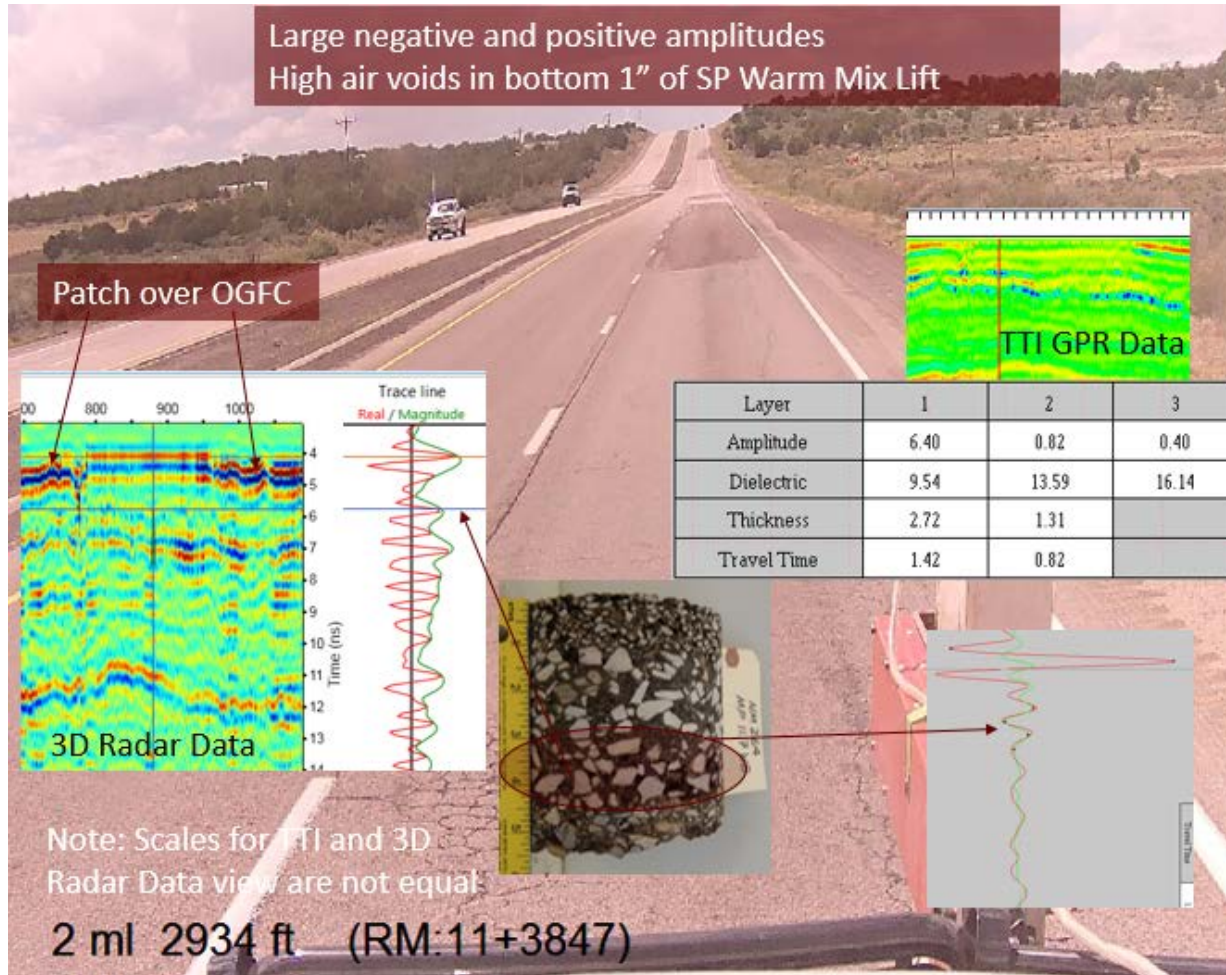 Large negative and positive amplitudes
High air voids in bottom 1” of SP Warm Mix Lift
Patch over OGFC
TTI GPR Data
Trace line
Real / Magnitude
800 900 1000
4
5
6
7
8
9
10
11
12
13
Time (ns)
3D Radar Data
Layer 1 2 3
Amplitude 6.40 0.82 0.40
Dielectric 9.54 13.59 16.14
Thickness 2.72 1.31
Travel Time 1.42 0.82
Travel Time
Note: Scales for TTI and 3D
Radar Data view are not equal
2 ml 2934 ft (RM:11+3847)